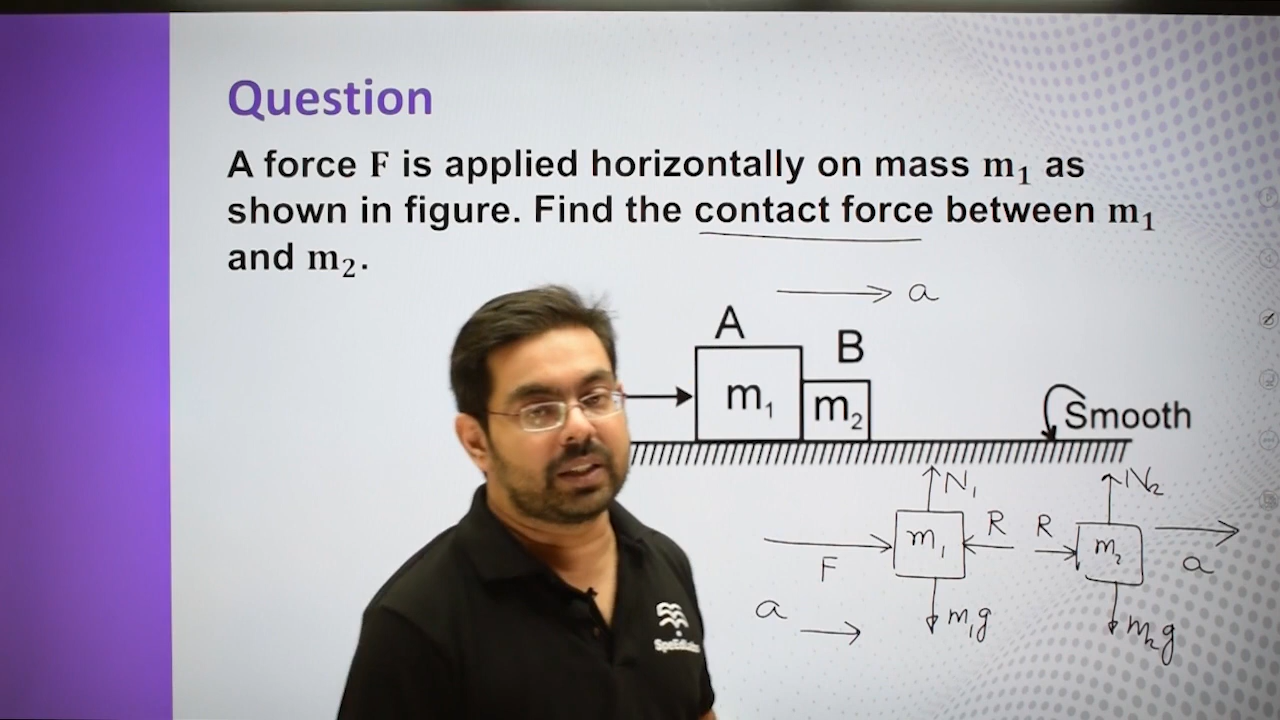 Question
A force F is applied horizontally on mass m₁ as
shown in figure. Find the contact force between m₁
and m₂.
a
A
B
m₁
m₂
Smooth
N₁
N₂
F
m₁
R
R
m₂
a
a
m₁g
m₂g